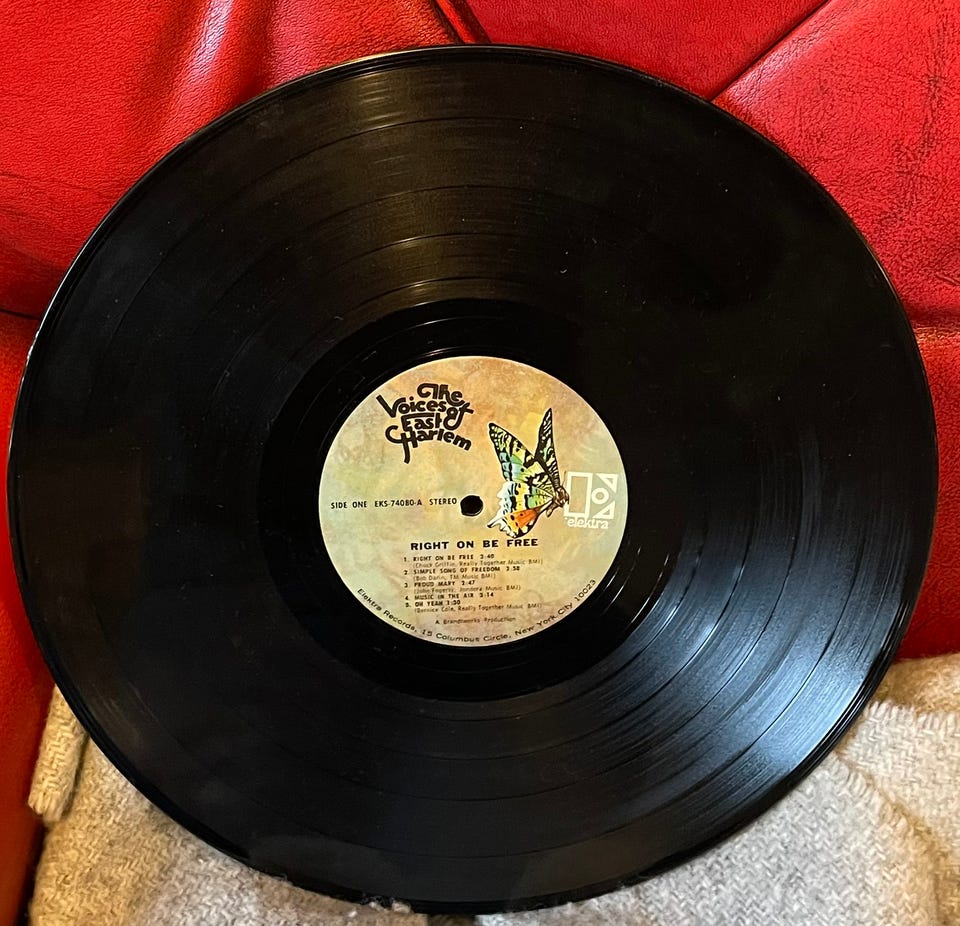 The
Voices of
East
Harlem
SIDE ONE EKS-74080-A STEREO
elektra
RIGHT ON BE FREE
1. RIGHT ON BE FREE 3:40
(Chuck Griffin, Really Together Music BMI)
2. SIMPLE SONG OF FREEDOM 3:58
(Bob Darin, TM Music BMI)
3. PROUD MARY 2:47
(John Fogerty, Jondora Music BMI)
4. MUSIC IN THE AIR 3:14
5. OH YEAH 3:50
(Bernice Cole, Really Together Music BMI)
A Brandtworks Production
Elektra Records, 15 Columbus Circle, New York City 10023